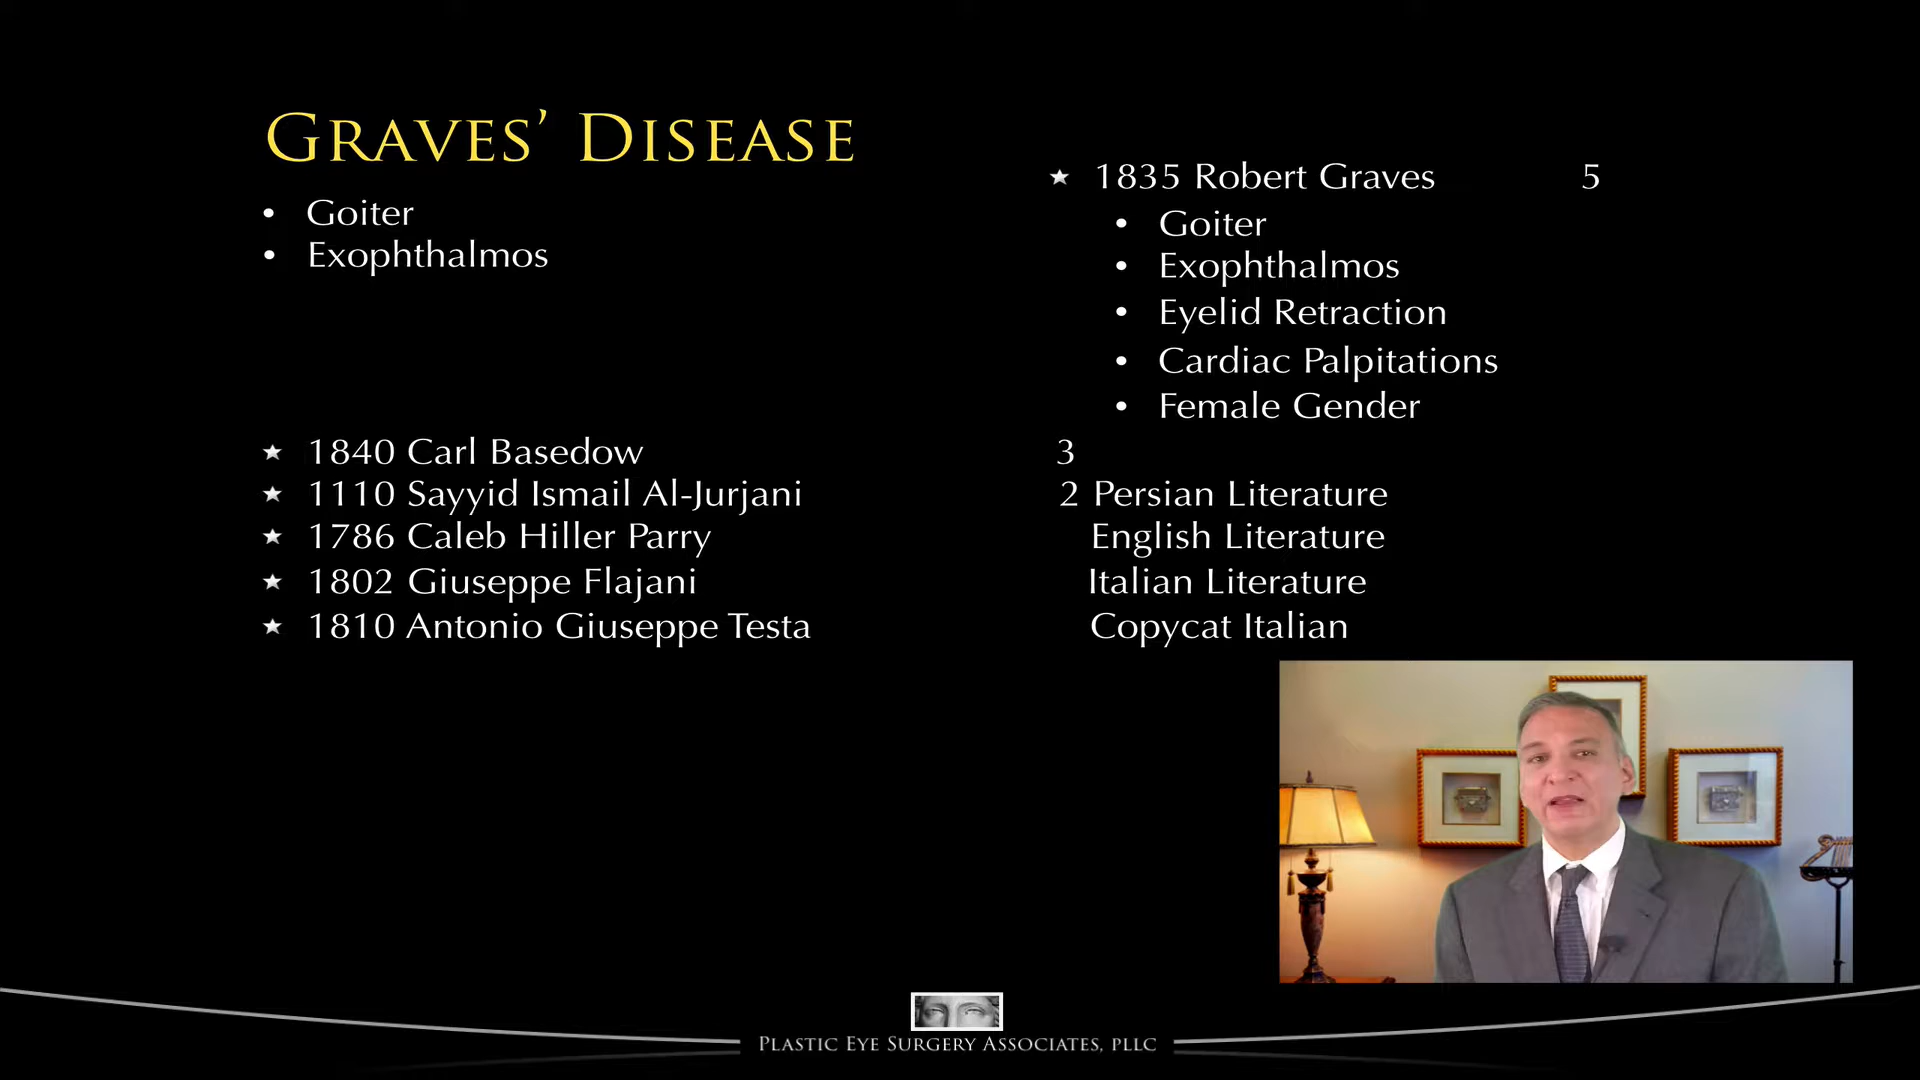 GRAVES' DISEASE
• Goiter
• Exophthalmos
★ 1835 Robert Graves 5
• Goiter
• Exophthalmos
• Eyelid Retraction
• Cardiac Palpitations
• Female Gender
★ 1840 Carl Basedow 3
★ 1110 Sayyid Ismail Al-Jurjani 2 Persian Literature
★ 1786 Caleb Hiller Parry English Literature
★ 1802 Giuseppe Flajani Italian Literature
★ 1810 Antonio Giuseppe Testa Copycat Italian
PLASTIC EYE SURGERY ASSOCIATES, PLLC